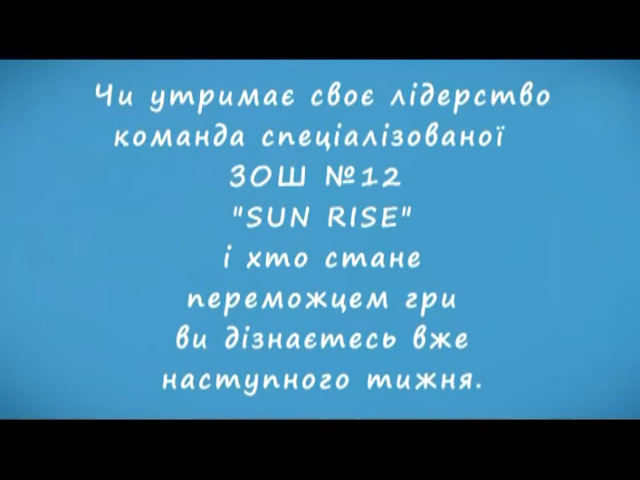 Чи утримає своє лідерство
команда спеціалізованої
ЗОШ №12
"SUN RISE"
і хто стане
переможцем гри
ви дізнаєтесь вже
наступного тижня.